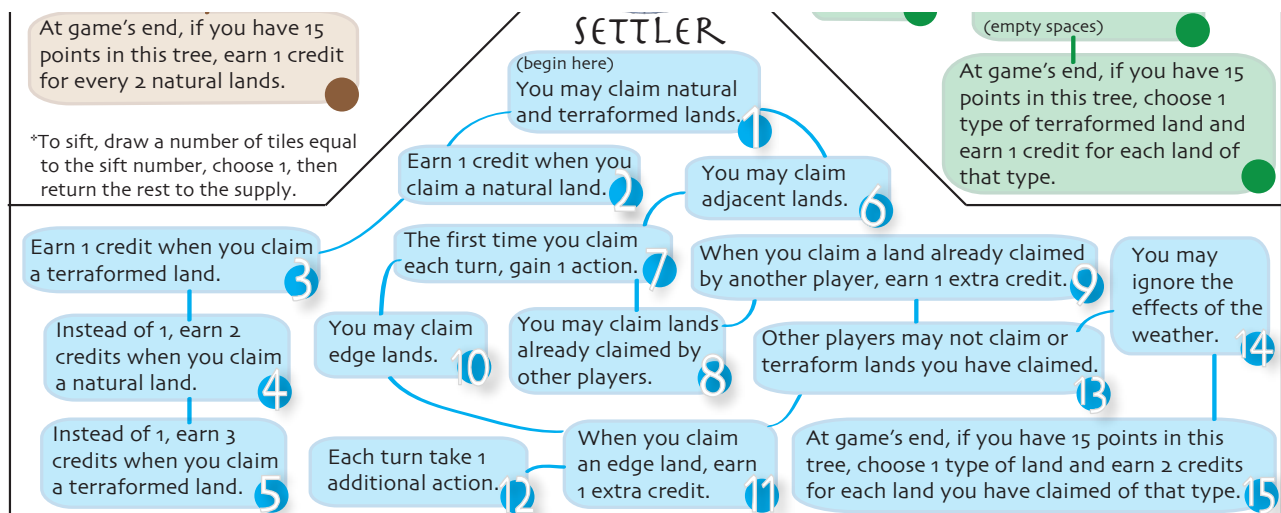 At game's end, if you have 15
points in this tree, earn 1 credit
for every 2 natural lands.
*To sift, draw a number of tiles equal
to the sift number, choose 1, then
return the rest to the supply.
SETTLER
(begin here)
You may claim natural
and terraformed lands.
1
Earn 1 credit when you
claim a natural land.
2
Earn 1 credit when you claim
a terraformed land.
3
Instead of 1, earn 2
credits when you claim
a natural land.
4
Instead of 1, earn 3
credits when you claim
a terraformed land.
5
You may claim
adjacent lands.
6
The first time you claim
each turn, gain 1 action.
7
You may claim lands
already claimed by
other players.
8
When you claim a land already claimed
by another player, earn 1 extra credit.
9
You may claim
edge lands.
10
When you claim
an edge land, earn
1 extra credit.
11
Each turn take 1
additional action.
12
Other players may not claim or
terraform lands you have claimed.
13
You may
ignore the
effects of the
weather.
14
At game's end, if you have 15 points in this
tree, choose 1 type of land and earn 2 credits
for each land you have claimed of that type.
15
(empty spaces)
At game's end, if you have 15
points in this tree, choose 1
type of terraformed land and
earn 1 credit for each land of
that type.